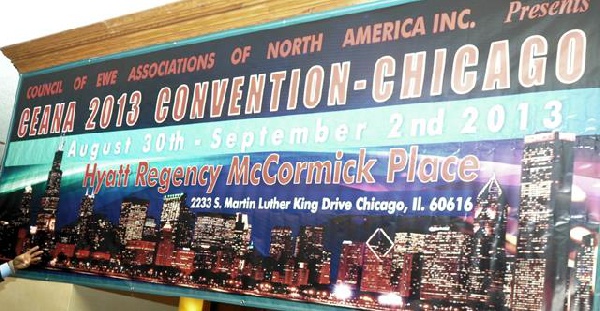 COUNCIL OF EWE ASSOCIATIONS OF NORTH AMERICA INC. Presents
CEANA 2013 CONVENTION-CHICAGO
August 30th - September 2nd 2013
Hyatt Regency McCormick Place
2233 S. Martin Luther King Drive Chicago, Il. 60616